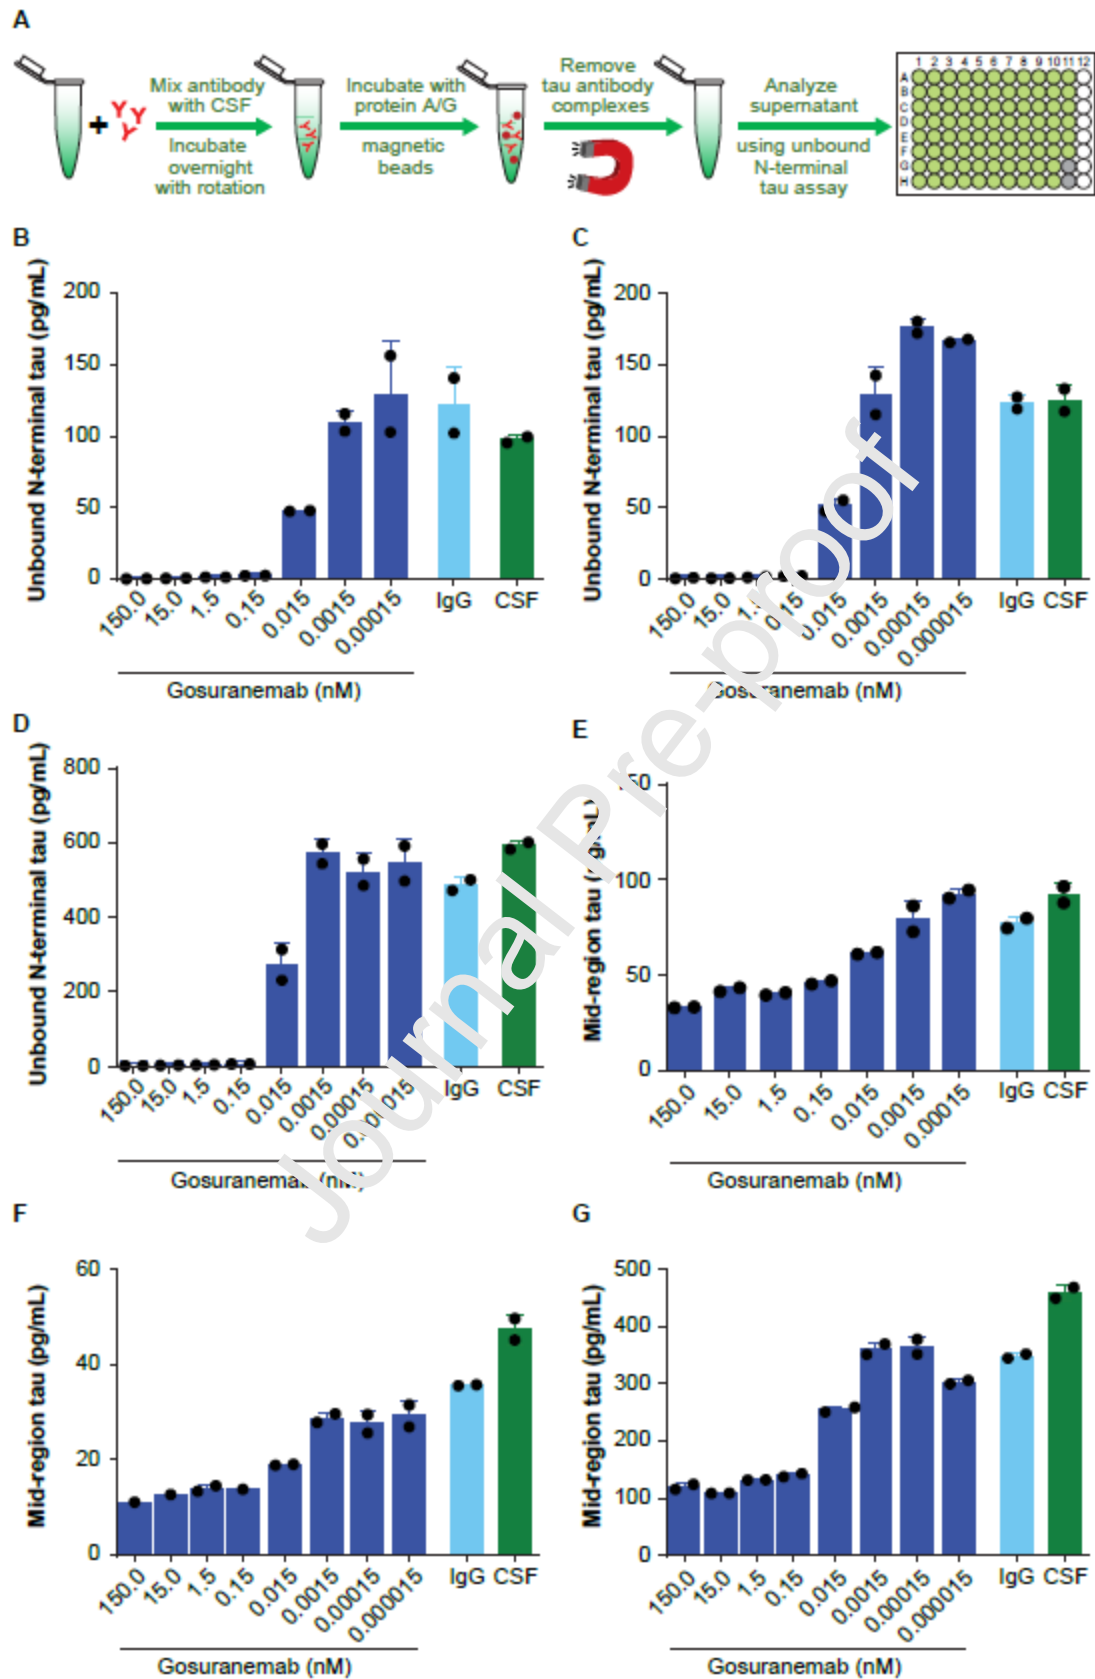 A
Mix antibody
with CSF
Incubate
overnight
with rotation
Incubate with
protein A/G
magnetic
beads
Remove
tau antibody
complexes
Analyze
supernatant
using unbound
N-terminal
tau assay
1 2 3 4 5 6 7 8 9 10 11 12
A
B
C
D
E
F
G
H
B
Unbound N-terminal tau (pg/mL)
200
150
100
50
0
150.0 15.0 1.5 0.15 0.015 0.0015 0.00015 IgG CSF
Gosuranemab (nM)
C
Unbound N-terminal tau (pg/mL)
200
150
100
50
0
150.0 15.0 0.15 0.015 0.0015 0.00015 0.000015 IgG CSF
Gosuranemab (nM)
D
Unbound N-terminal tau (pg/mL)
800
600
400
200
0
150.0 15.0 1.5 0.15 0.015 0.0015 0.00015 IgG CSF
Gosuranemab (nM)
E
Mid-region tau
100
50
0
150.0 15.0 1.5 0.15 0.015 0.0015 0.00015 IgG CSF
Gosuranemab (nM)
F
Mid-region tau (pg/mL)
60
40
20
0
150.0 15.0 1.5 0.15 0.015 0.0015 0.00015 0.000015 IgG CSF
Gosuranemab (nM)
G
Mid-region tau (pg/mL)
500
400
300
200
100
0
150.0 15.0 1.5 0.15 0.015 0.0015 0.00015 0.000015 IgG CSF
Gosuranemab (nM)
Journal Pre-proof